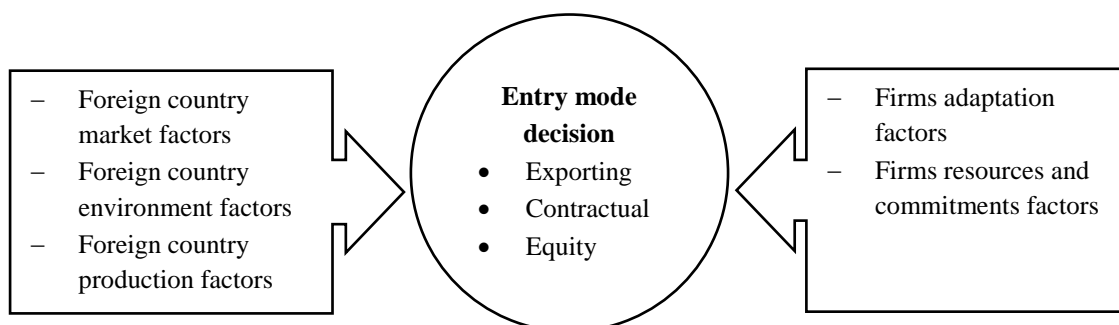 – Foreign country
market factors
– Foreign country
environment factors
– Foreign country
production factors
Entry mode
decision
• Exporting
• Contractual
• Equity
– Firms adaptation
factors
– Firms resources and
commitments factors